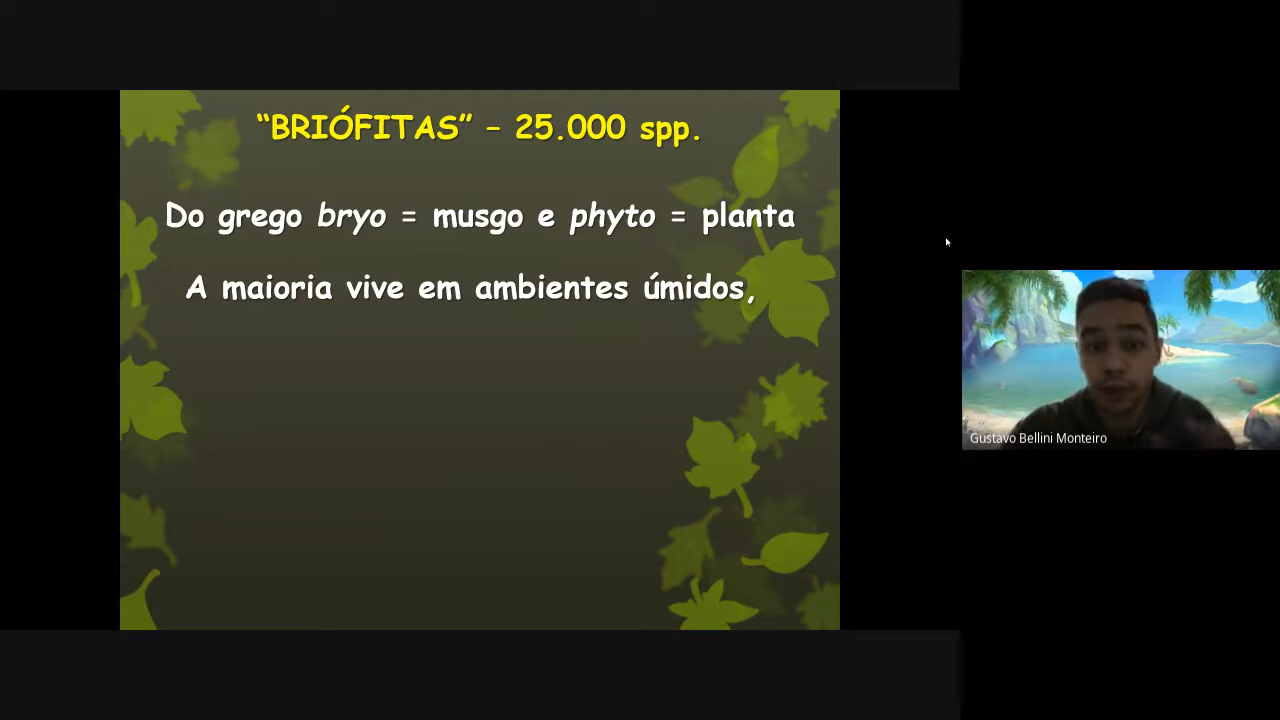 “BRIÓFITAS” – 25.000 spp.
Do grego bryo = musgo e phyto = planta
A maioria vive em ambientes úmidos,
Gustavo Bellini Monteiro